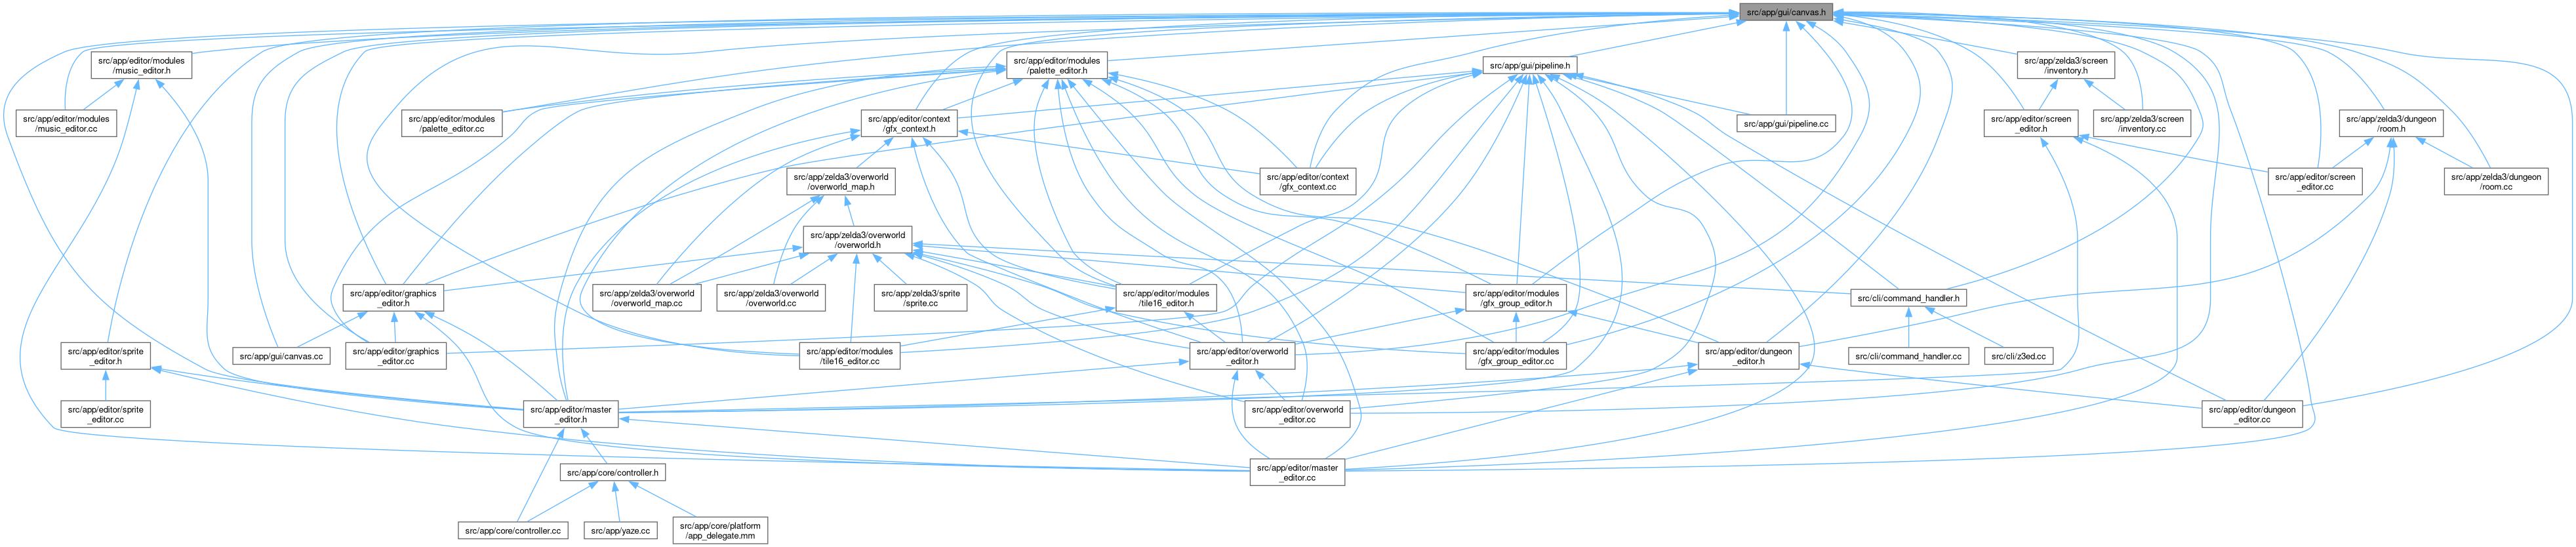 src/app/gui/canvas.h
src/app/editor/modules
/music_editor.h
src/app/editor/modules
/palette_editor.h
src/app/gui/pipeline.h
src/app/zelda3/screen
/inventory.h
src/app/editor/modules
/music_editor.cc
src/app/editor/modules
/palette_editor.cc
src/app/editor/context
/gfx_context.h
src/app/gui/pipeline.cc
src/app/editor/screen
_editor.h
src/app/zelda3/screen
/inventory.cc
src/app/zelda3/dungeon
/room.h
src/app/zelda3/overworld
/overworld_map.h
src/app/editor/context
/gfx_context.cc
src/app/editor/screen
_editor.cc
src/app/zelda3/dungeon
/room.cc
src/app/zelda3/overworld
/overworld.h
src/app/editor/graphics
_editor.h
src/app/zelda3/overworld
/overworld_map.cc
src/app/zelda3/overworld
/overworld.cc
src/app/zelda3/sprite
/sprite.cc
src/app/editor/modules
/tile16_editor.h
src/app/editor/modules
/gfx_group_editor.h
src/cli/command_handler.h
src/app/editor/sprite
_editor.h
src/app/gui/canvas.cc
src/app/editor/graphics
_editor.cc
src/app/editor/modules
/tile16_editor.cc
src/app/editor/overworld
_editor.h
src/app/editor/modules
/gfx_group_editor.cc
src/app/editor/dungeon
_editor.h
src/cli/command_handler.cc
src/cli/z3ed.cc
src/app/editor/sprite
_editor.cc
src/app/editor/master
_editor.h
src/app/editor/overworld
_editor.cc
src/app/editor/dungeon
_editor.cc
src/app/core/controller.h
src/app/editor/master
_editor.cc
src/app/core/controller.cc
src/app/yaze.cc
src/app/core/platform
/app_delegate.mm